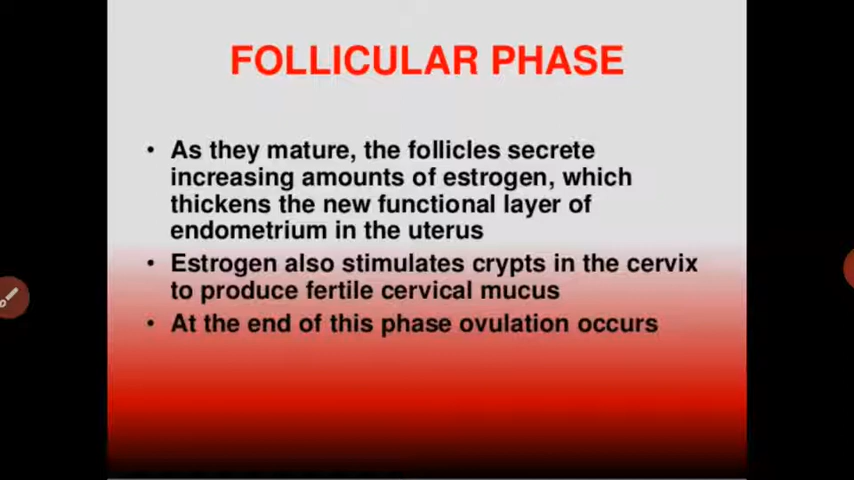 FOLLICULAR PHASE
• As they mature, the follicles secrete
increasing amounts of estrogen, which
thickens the new functional layer of
endometrium in the uterus
• Estrogen also stimulates crypts in the cervix
to produce fertile cervical mucus
• At the end of this phase ovulation occurs